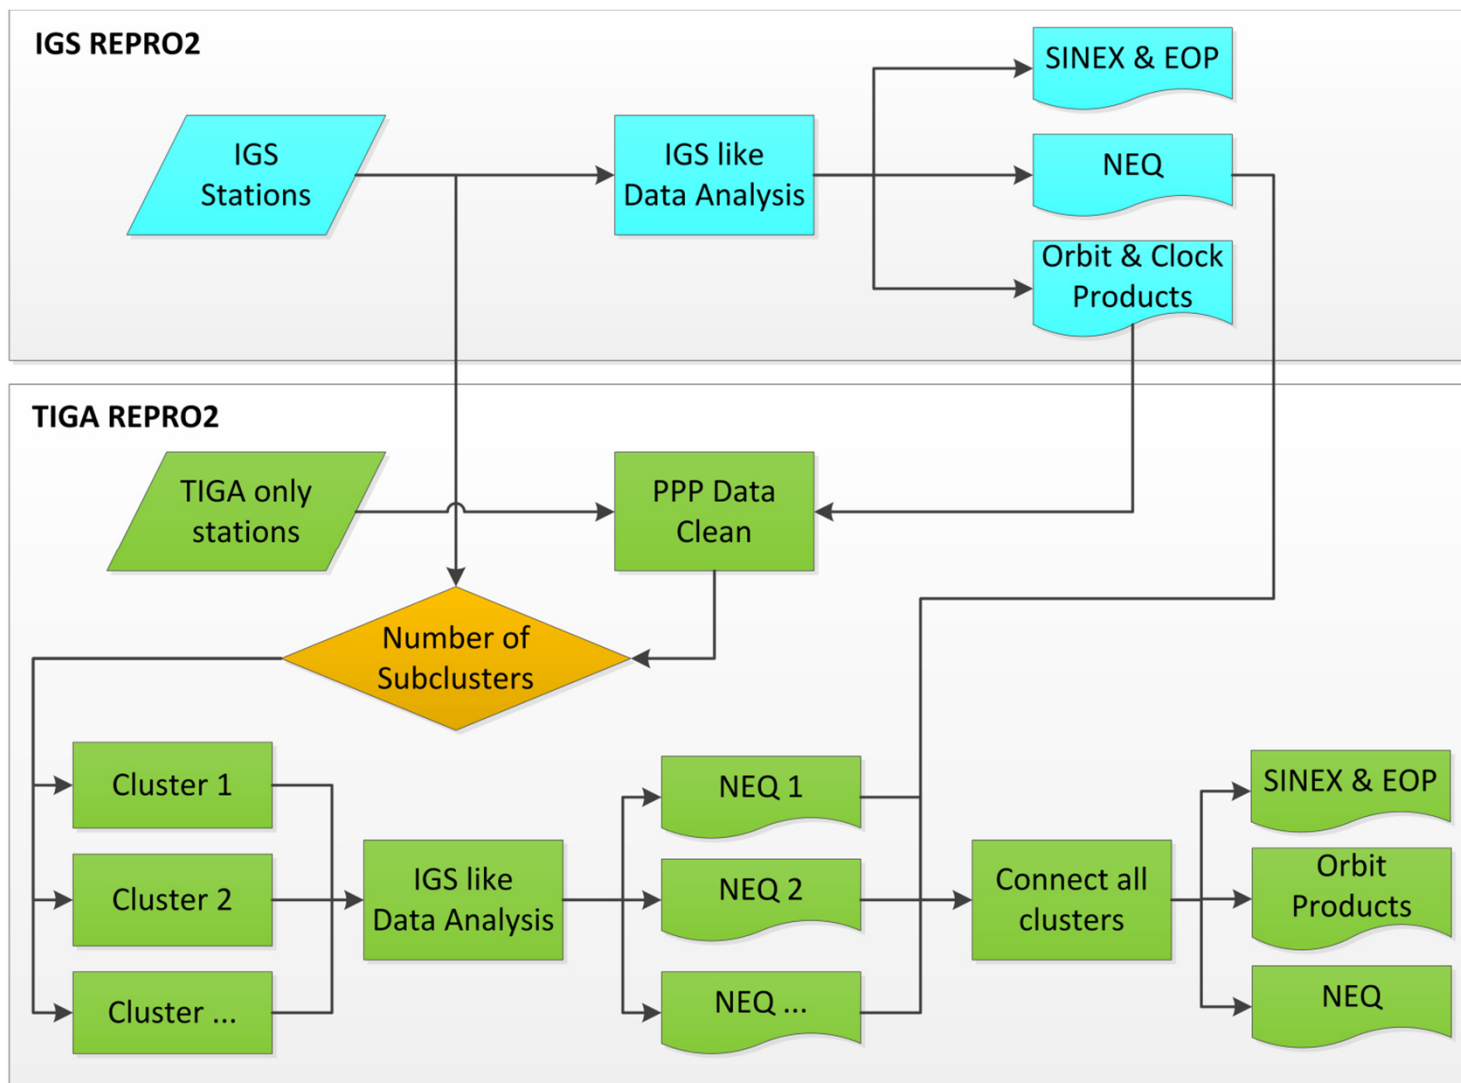 IGS REPRO2
IGS
Stations
IGS like
Data Analysis
SINEX & EOP
NEQ
Orbit & Clock
Products
TIGA REPRO2
TIGA only
stations
PPP Data
Clean
Number of
Subclusters
Cluster 1
Cluster 2
Cluster ...
IGS like
Data Analysis
NEQ 1
NEQ 2
NEQ ...
Connect all
clusters
SINEX & EOP
Orbit
Products
NEQ